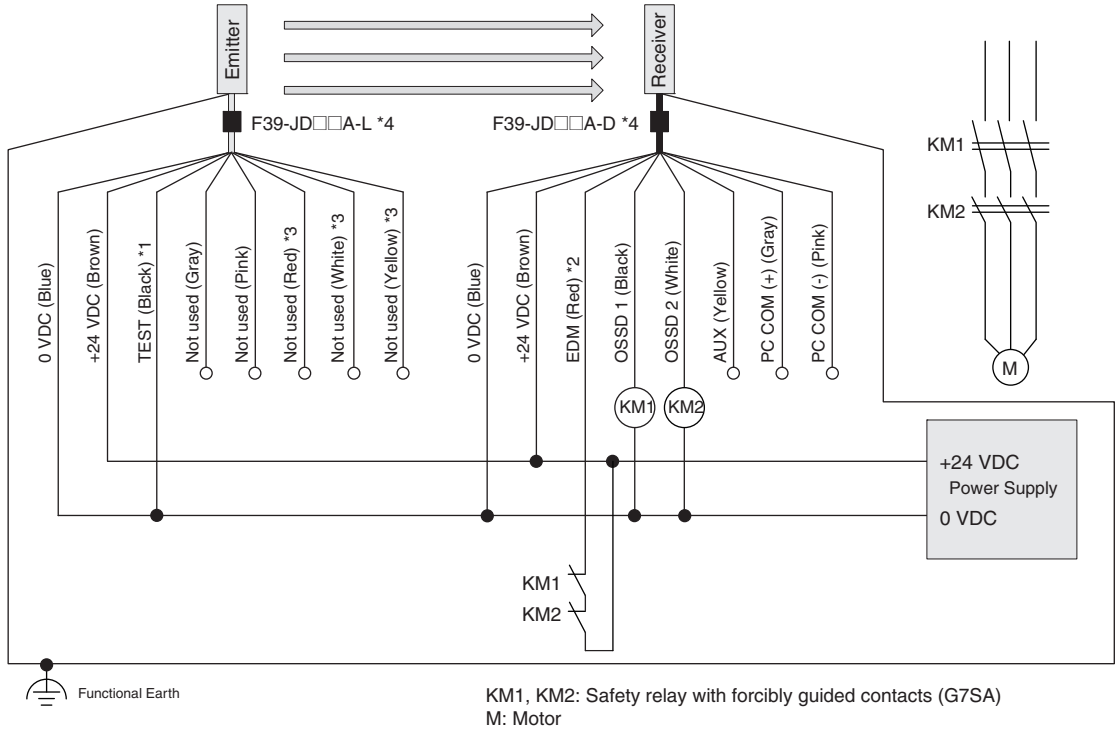 Emitter
Receiver
F39-JD□□A-L *4
F39-JD□□A-D *4
KM1
KM2
M
0 VDC (Blue)
+24 VDC (Brown)
TEST (Black) *1
Not used (Gray)
Not used (Pink)
Not used (Red) *3
Not used (White) *3
Not used (Yellow) *3
0 VDC (Blue)
+24 VDC (Brown)
EDM (Red) *2
OSSD 1 (Black)
OSSD 2 (White)
AUX (Yellow)
PC COM (+) (Gray)
PC COM (-) (Pink)
KM1
KM2
+24 VDC
Power Supply
0 VDC
KM1
KM2
Functional Earth
KM1, KM2: Safety relay with forcibly guided contacts (G7SA)
M: Motor